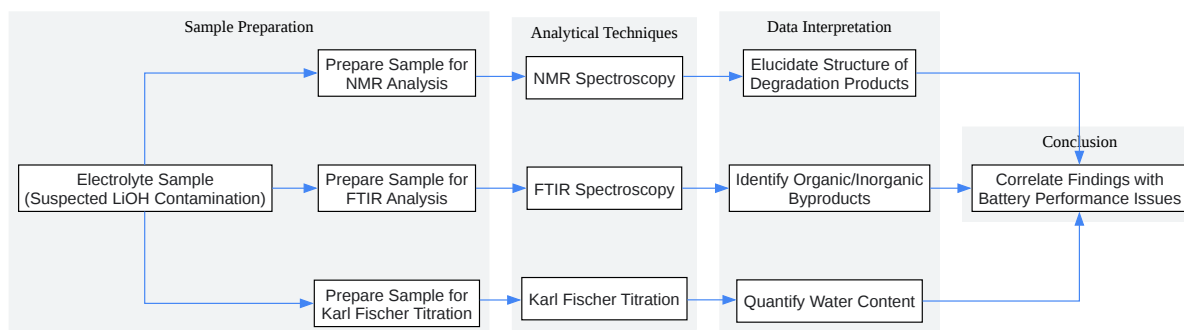 Sample Preparation
Analytical Techniques
Data Interpretation
Prepare Sample for
NMR Analysis
NMR Spectroscopy
Elucidate Structure of
Degradation Products
Conclusion
Electrolyte Sample
(Suspected LiOH Contamination)
Prepare Sample for
FTIR Analysis
FTIR Spectroscopy
Identify Organic/Inorganic
Byproducts
Correlate Findings with
Battery Performance Issues
Prepare Sample for
Karl Fischer Titration
Karl Fischer Titration
Quantify Water Content